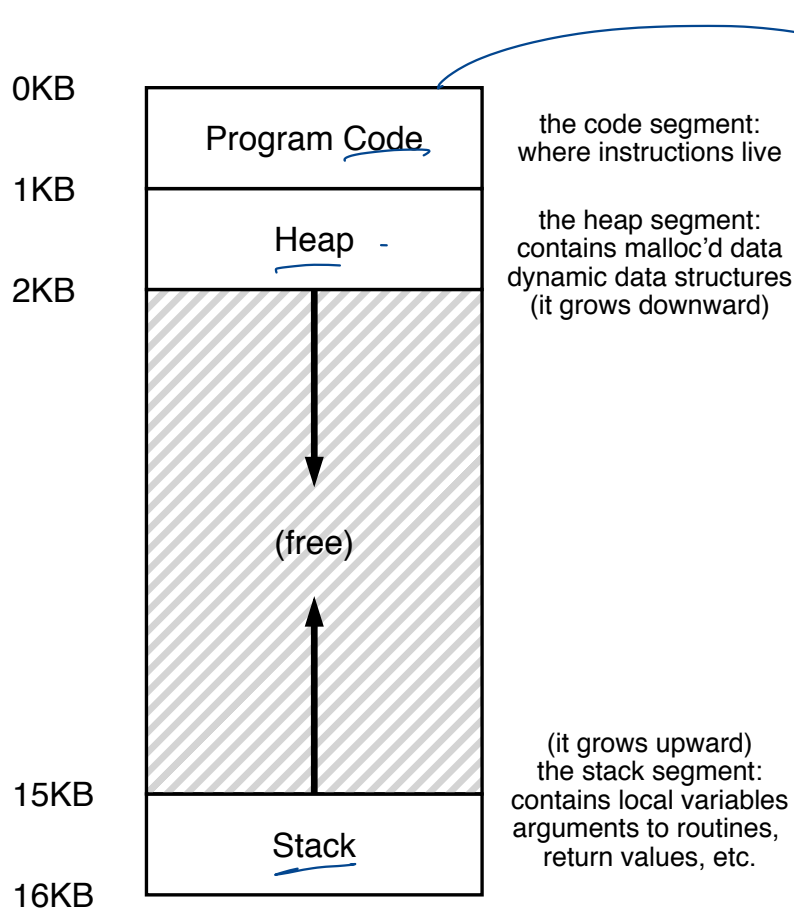 0KB
Program Code
the code segment:
where instructions live
1KB
Heap
the heap segment:
contains malloc'd data
dynamic data structures
(it grows downward)
2KB
(free)
(it grows upward)
the stack segment:
contains local variables
arguments to routines,
return values, etc.
15KB
Stack
16KB